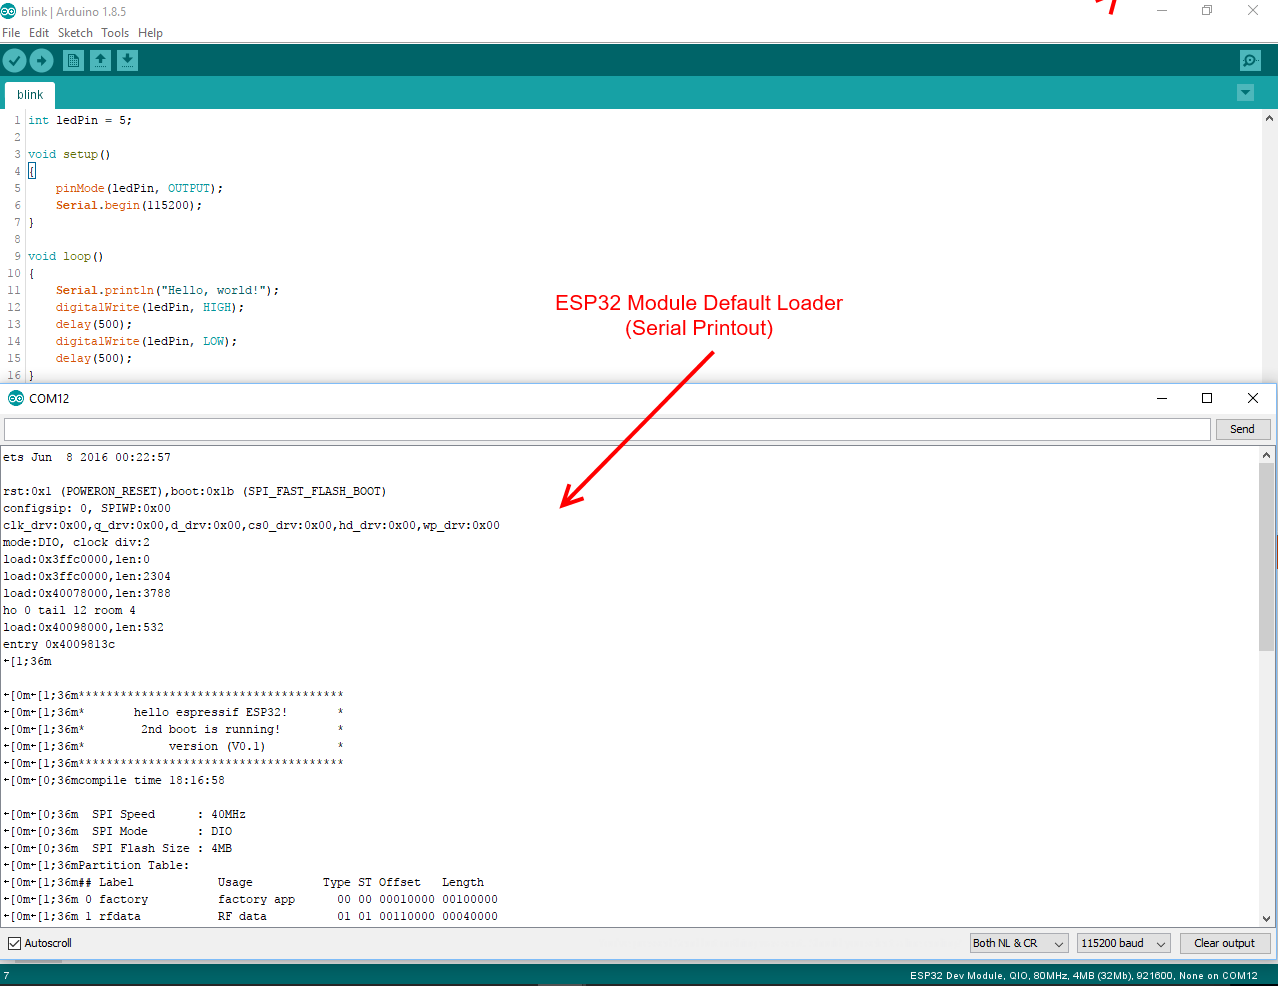 blink | Arduino 1.8.5
File Edit Sketch Tools Help
blink
1 int ledPin = 5;
2
3 void setup()
4 {
5 pinMode(ledPin, OUTPUT);
6 Serial.begin(115200);
7 }
8
9 void loop()
10 {
11 Serial.println("Hello, world!");
12 digitalWrite(ledPin, HIGH);
13 delay(500);
14 digitalWrite(ledPin, LOW);
15 delay(500);
16 }
ESP32 Module Default Loader
(Serial Printout)
COM12
Send
ets Jun  8 2016 00:22:57
rst:0x1 (POWERON_RESET),boot:0x1b (SPI_FAST_FLASH_BOOT)
configsip: 0, SPIWP:0x00
clk_drv:0x00,q_drv:0x00,d_drv:0x00,cs0_drv:0x00,hd_drv:0x00,wp_drv:0x00
mode:DIO, clock div:2
load:0x3ffc0000,len:0
load:0x3ffc0000,len:2304
load:0x40078000,len:3788
ho 0 tail 12 room 4
load:0x40098000,len:532
entry 0x4009813c
←[1;36m
←[0m←[1;36m**************************************
←[0m←[1;36m*       hello espressif ESP32!       *
←[0m←[1;36m*        2nd boot is running!        *
←[0m←[1;36m*            version (V0.1)          *
←[0m←[1;36m**************************************
←[0m←[0;36mcompile time 18:16:58
←[0m←[0;36m  SPI Speed      : 40MHz
←[0m←[0;36m  SPI Mode       : DIO
←[0m←[0;36m  SPI Flash Size : 4MB
←[0m←[1;36mPartition Table:
←[0m←[1;36m## Label            Usage          Type ST Offset   Length
←[0m←[1;36m 0 factory          factory app      00 00 00010000 00100000
←[0m←[1;36m 1 rfdata           RF data          01 01 00110000 00040000
Autoscroll
Both NL & CR
115200 baud
Clear output
7
ESP32 Dev Module, QIO, 80MHz, 4MB (32Mb), 921600, None on COM12